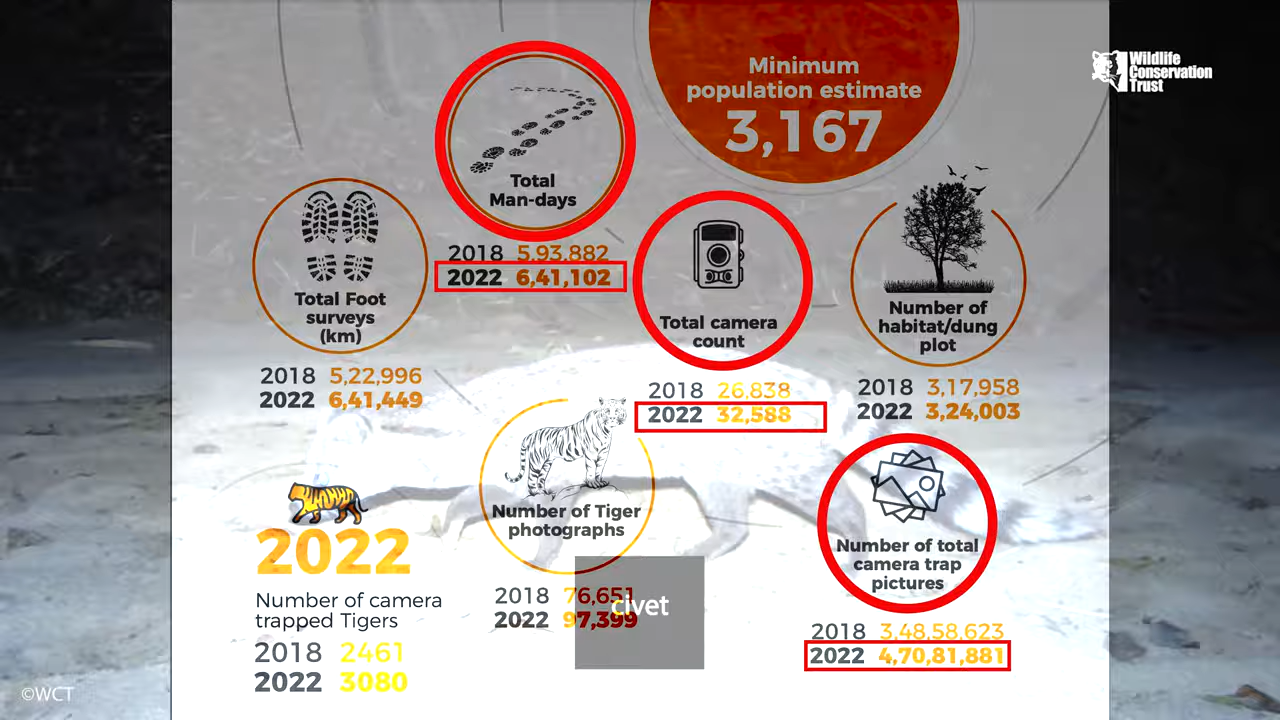 Minimum
population estimate
3,167
Wildlife
Conservation
Trust
Total
Man-days
2018 5,93,882
2022 6,41,102
Total Foot
surveys
(km)
2018 5,22,996
2022 6,41,449
Total camera
count
2018 26,838
2022 32,588
Number of
habitat/dung
plot
2018 3,17,958
2022 3,24,003
Number of Tiger
photographs
2018 76,651
2022 97,399
civet
Number of total
camera trap
pictures
2018 3,48,58,623
2022 4,70,81,881
2022
Number of camera
trapped Tigers
2018 2461
2022 3080
©WCT